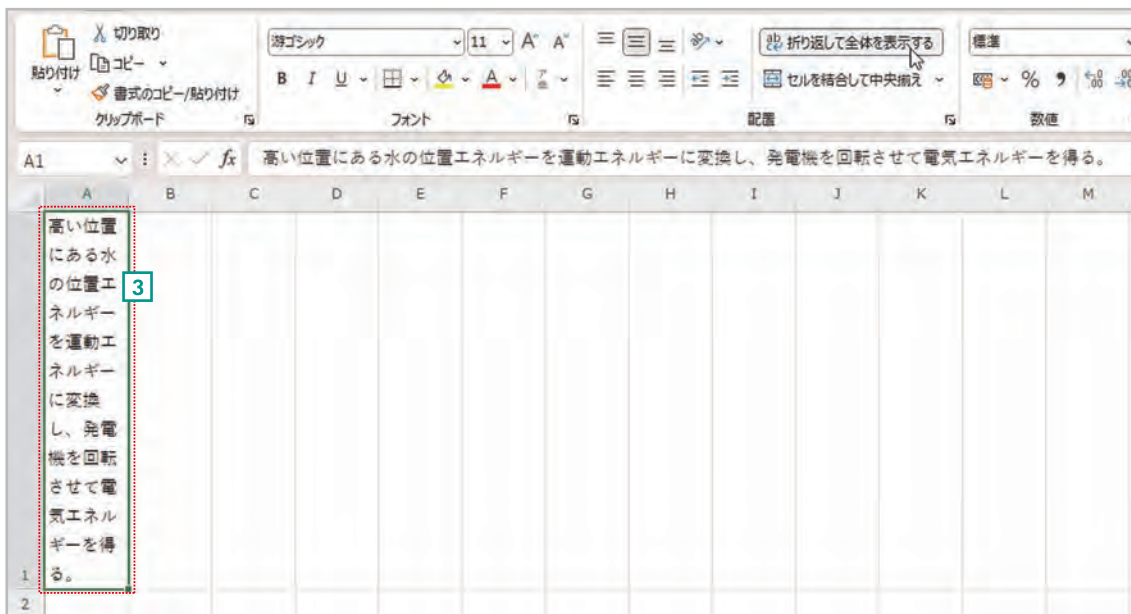 切り取り
コピー
書式のコピー/貼り付け
貼り付け
クリップボード
游ゴシック 11 A A
B I U A
フォント
折り返して全体を表示する
セルを結合して中央揃え
配置
標準
% 9
数値
A1 fx 高い位置にある水の位置エネルギーを運動エネルギーに変換し、発電機を回転させて電気エネルギーを得る。
A B C D E F G H I J K L M
高い位置
にある水
の位置エ
3
ネルギー
を運動エ
ネルギー
に変換
し、発電
機を回転
させて電
気エネル
ギーを得
1 る。
2